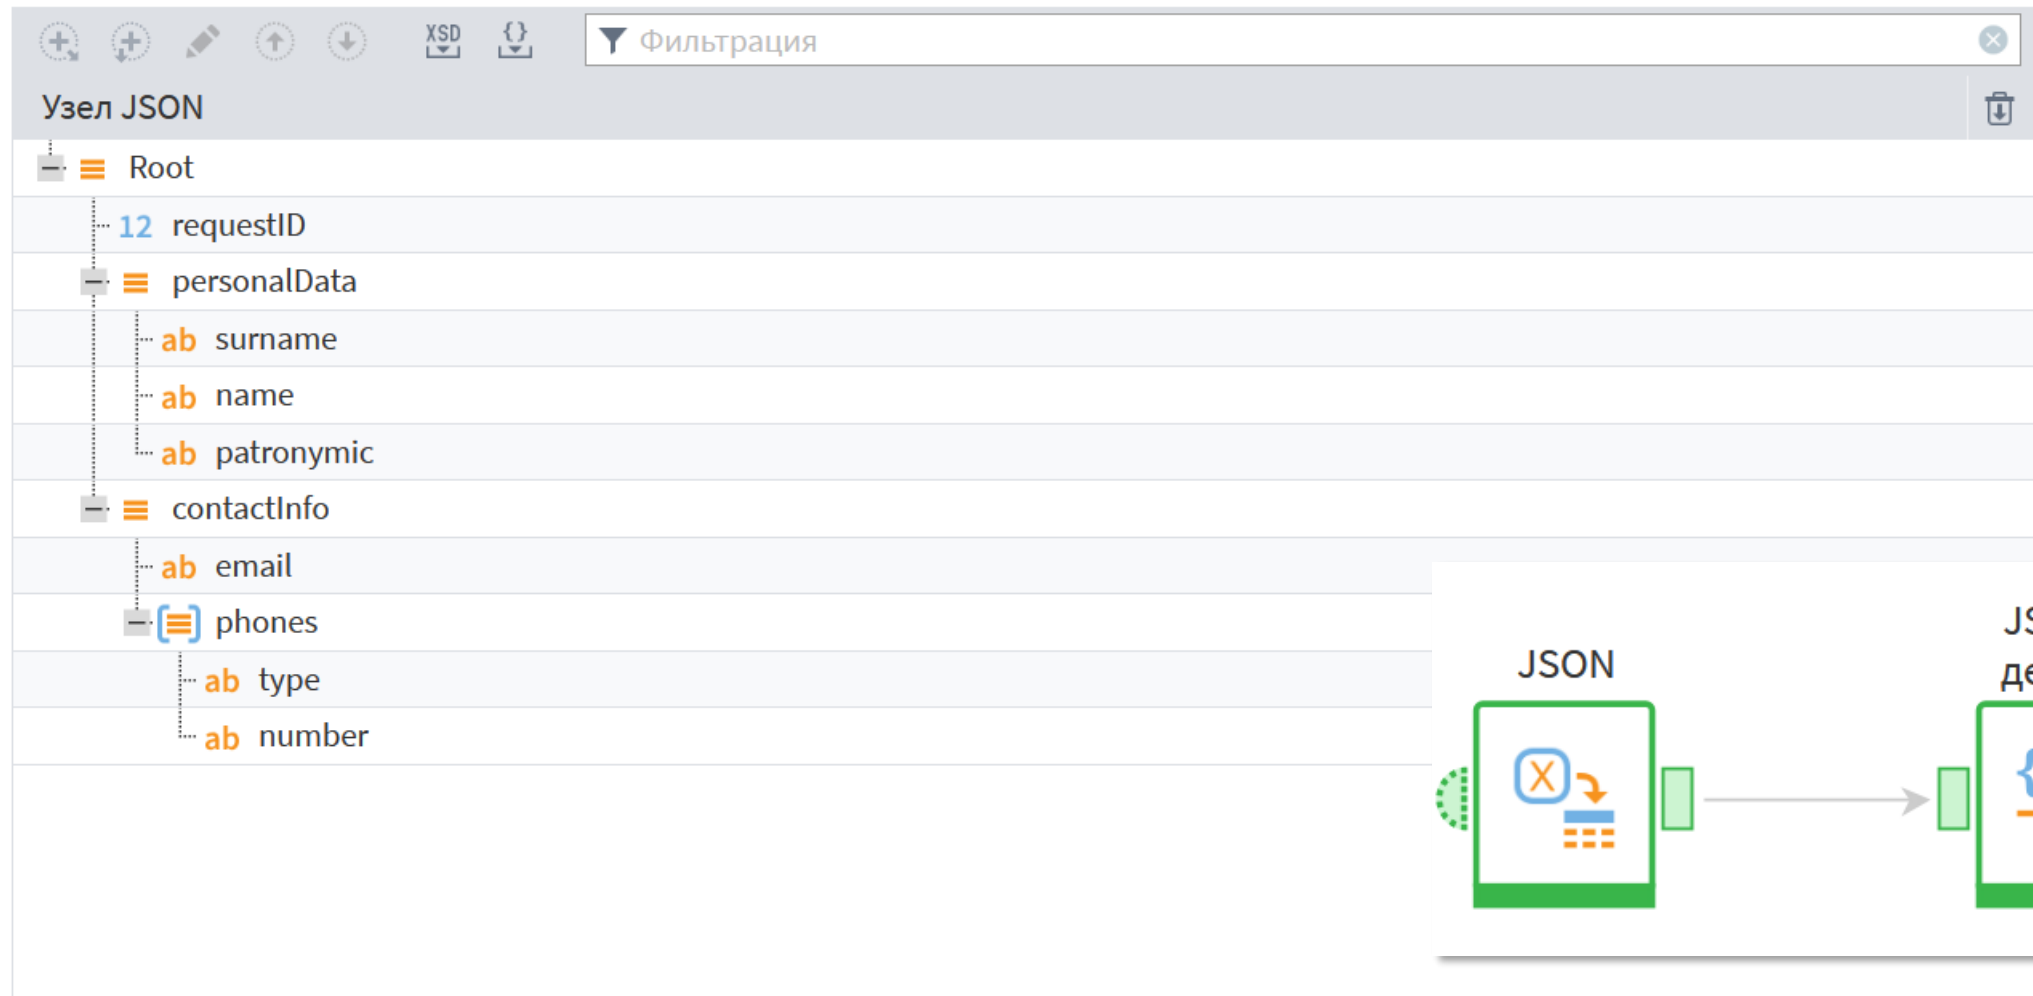 XSD
{}
Фильтрация
Узел JSON
Root
12 requestID
personalData
ab surname
ab name
ab patronymic
contactInfo
ab email
phones
ab type
ab number
JSON